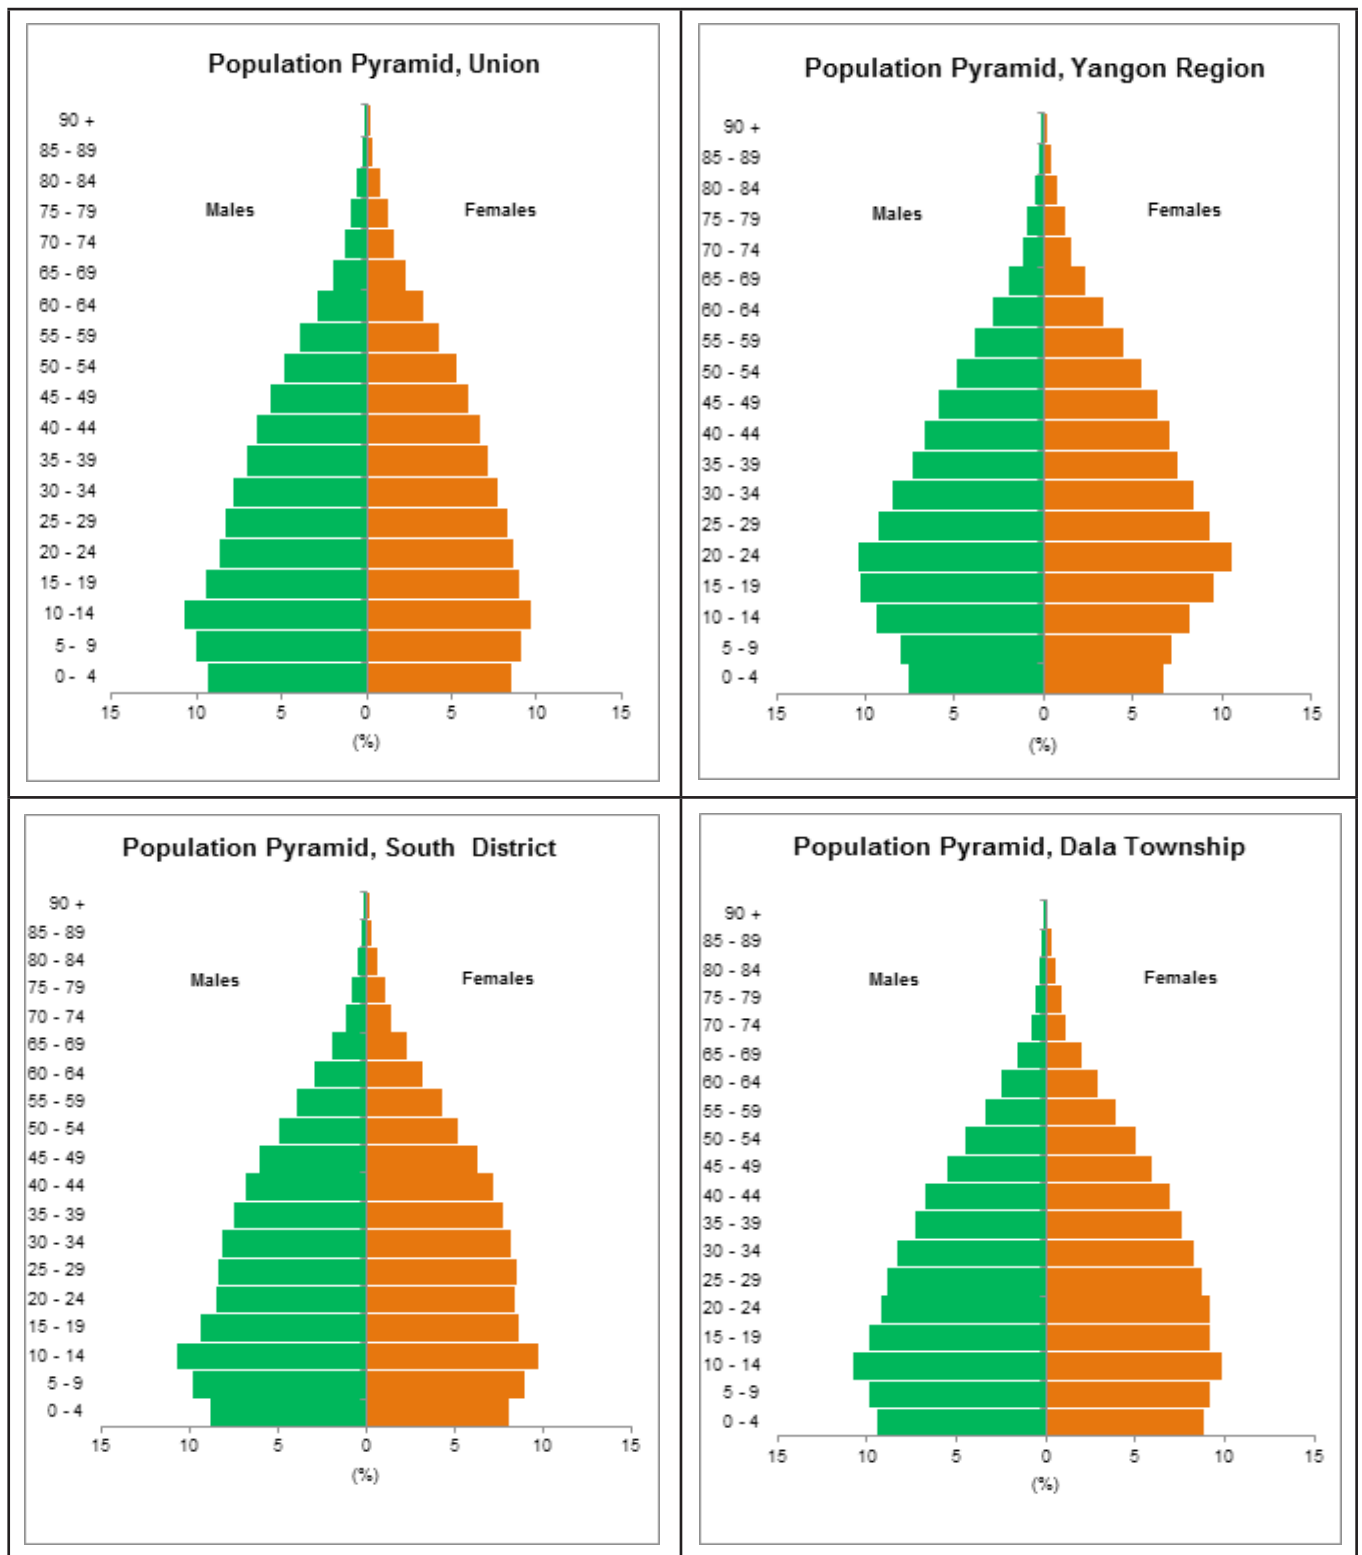 Population Pyramid, Union
90 +
85 - 89
80 - 84
75 - 79
Males
Females
70 - 74
65 - 69
60 - 64
55 - 59
50 - 54
45 - 49
40 - 44
35 - 39
30 - 34
25 - 29
20 - 24
15 - 19
10 -14
5 -  9
0 -  4
15 10 5 0 5 10 15
(%)
Population Pyramid, Yangon Region
90 +
85 - 89
80 - 84
75 - 79
Males
Females
70 - 74
65 - 69
60 - 64
55 - 59
50 - 54
45 - 49
40 - 44
35 - 39
30 - 34
25 - 29
20 - 24
15 - 19
10 - 14
5 - 9
0 - 4
15 10 5 0 5 10 15
(%)
Population Pyramid, South  District
90 +
85 - 89
80 - 84
Males
Females
75 - 79
70 - 74
65 - 69
60 - 64
55 - 59
50 - 54
45 - 49
40 - 44
35 - 39
30 - 34
25 - 29
20 - 24
15 - 19
10 - 14
5 - 9
0 - 4
15 10 5 0 5 10 15
(%)
Population Pyramid, Dala Township
90 +
85 - 89
80 - 84
Males
Females
75 - 79
70 - 74
65 - 69
60 - 64
55 - 59
50 - 54
45 - 49
40 - 44
35 - 39
30 - 34
25 - 29
20 - 24
15 - 19
10 - 14
5 - 9
0 - 4
15 10 5 0 5 10 15
(%)